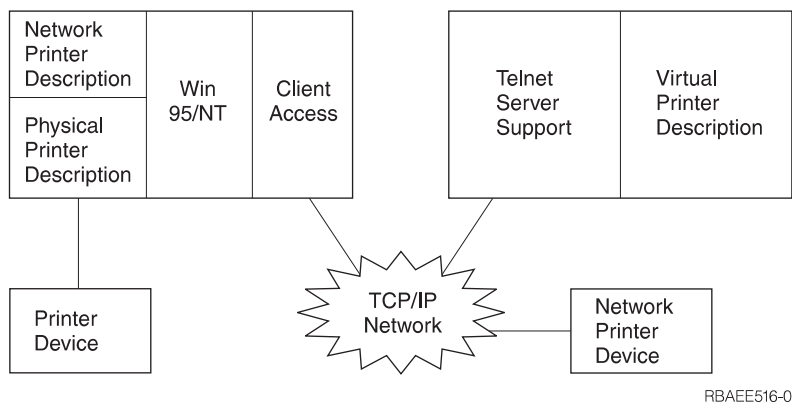 Network
Printer
Description
Physical
Printer
Description
Win
95/NT
Client
Access
Telnet
Server
Support
Virtual
Printer
Description
Printer
Device
TCP/IP
Network
Network
Printer
Device
RBAEE516-0